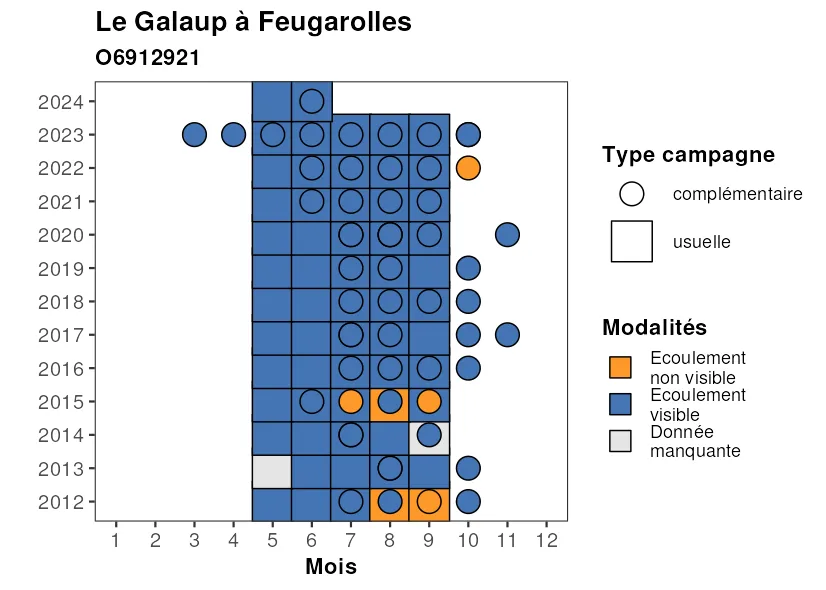 Le Galaup à Feugarolles
O6912921
2024
2023
2022
2021
2020
2019
2018
2017
2016
2015
2014
2013
2012
1 2 3 4 5 6 7 8 9 10 11 12
Mois
Type campagne
complémentaire
usuelle
Modalités
Ecoulement
non visible
Ecoulement
visible
Donnée
manquante